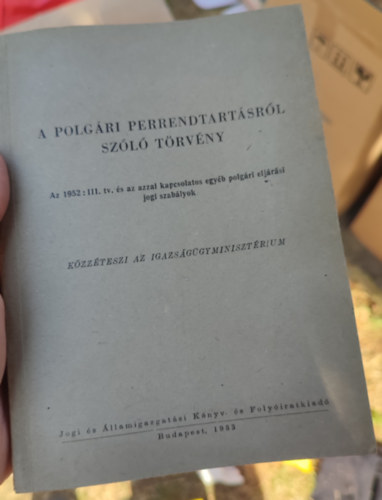 A POLGÁRI PERRENDTARTÁSRÓL
SZÓLÓ TÖRVÉNY
Az 1952: III. tv. és az azzal kapcsolatos egyéb polgári eljárási
jogi szabályok
KÖZZÉTESZI AZ IGAZSÁGÜGYMINISZTÉRIUM
Jogi és Államigazgatási Könyv- és Folyóiratkiadó
Budapest, 1953